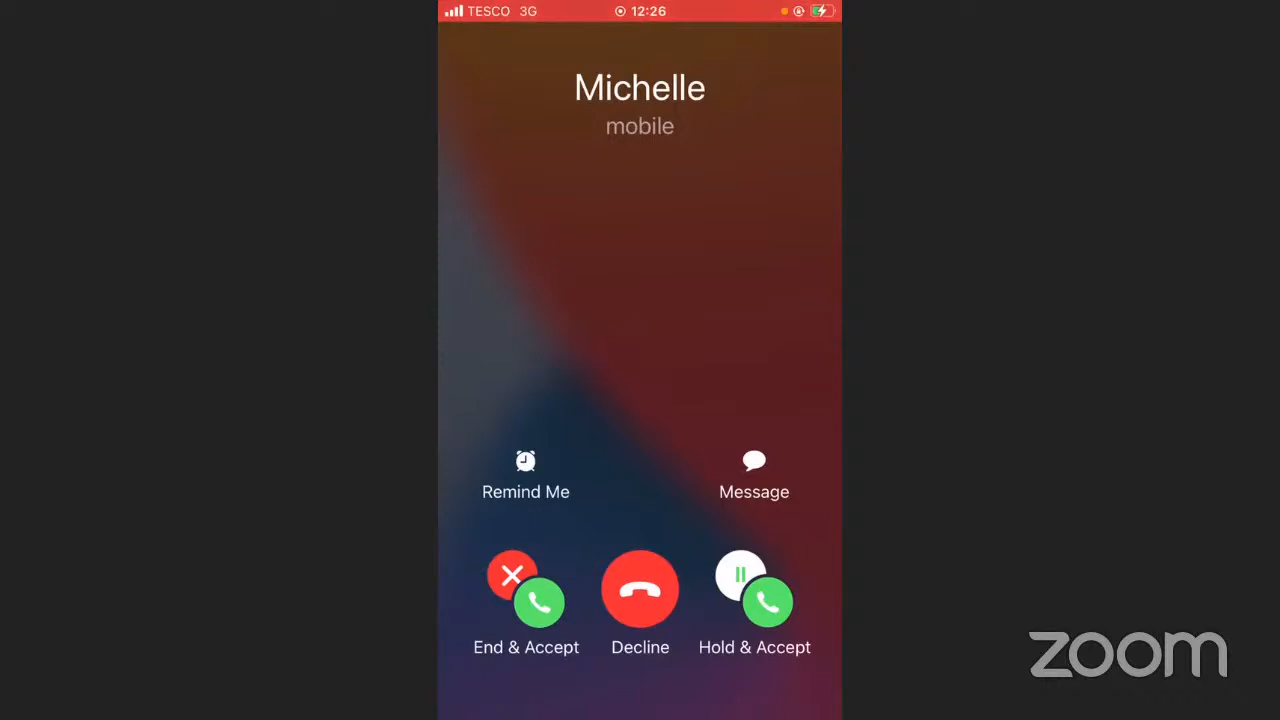 TESCO 3G 12:26
Michelle
mobile
Remind Me Message
End & Accept Decline Hold & Accept
zoom